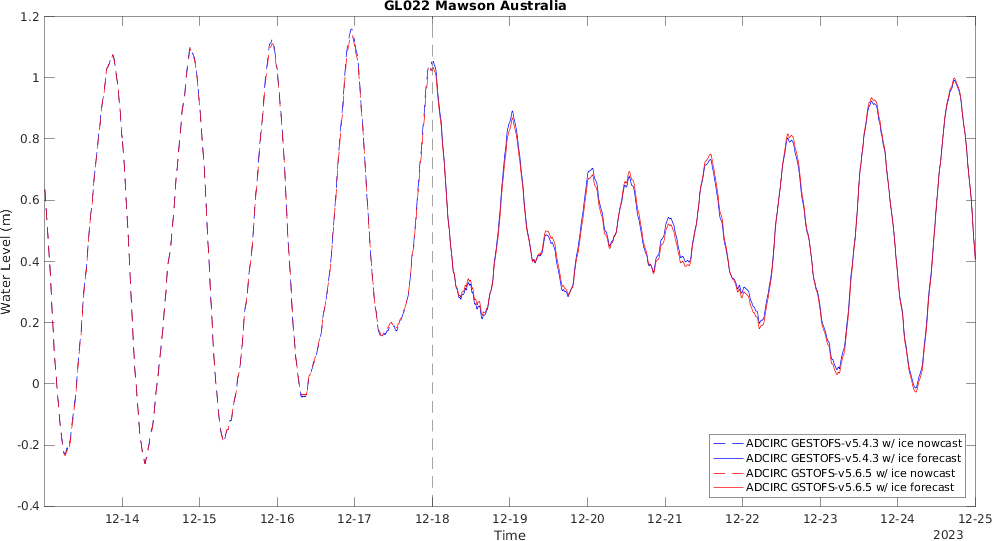 GL022 Mawson Australia
1.2
1
0.8
0.6
0.4
0.2
0
-0.2
-0.4
Water Level (m)
12-14 12-15 12-16 12-17 12-18 12-19 12-20 12-21 12-22 12-23 12-24 12-25
Time
2023
ADCIRC GESTOFS-v5.4.3 w/ ice nowcast
ADCIRC GESTOFS-v5.4.3 w/ ice forecast
ADCIRC GSTOFS-v5.6.5 w/ ice nowcast
ADCIRC GSTOFS-v5.6.5 w/ ice forecast